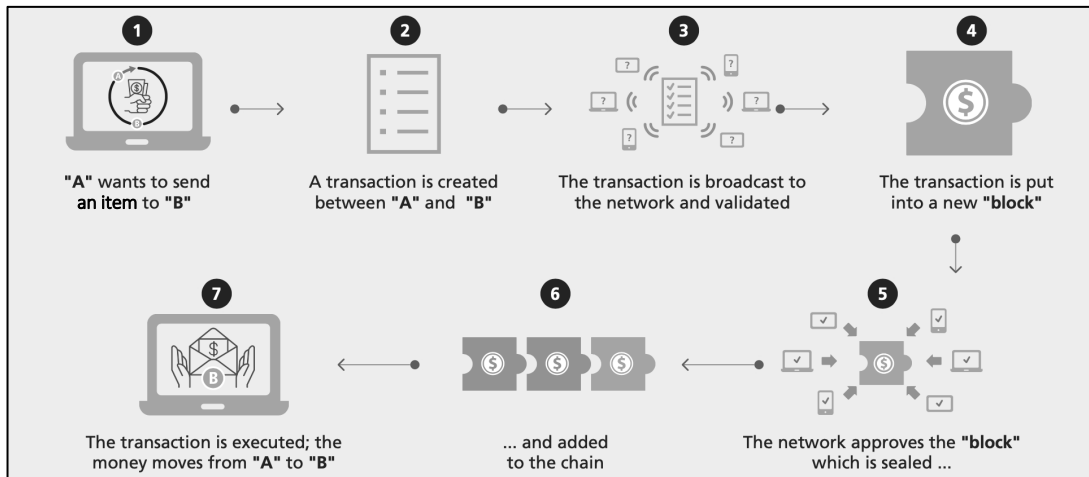 1
2
3
4
A
$
B
?
?
?
?
?
?
$
"A" wants to send
an item to "B"
A transaction is created
between "A" and "B"
The transaction is broadcast to
the network and validated
The transaction is put
into a new "block"
7
6
5
$
B
$
$
$
$
The transaction is executed; the
money moves from "A" to "B"
... and added
to the chain
The network approves the "block"
which is sealed ...